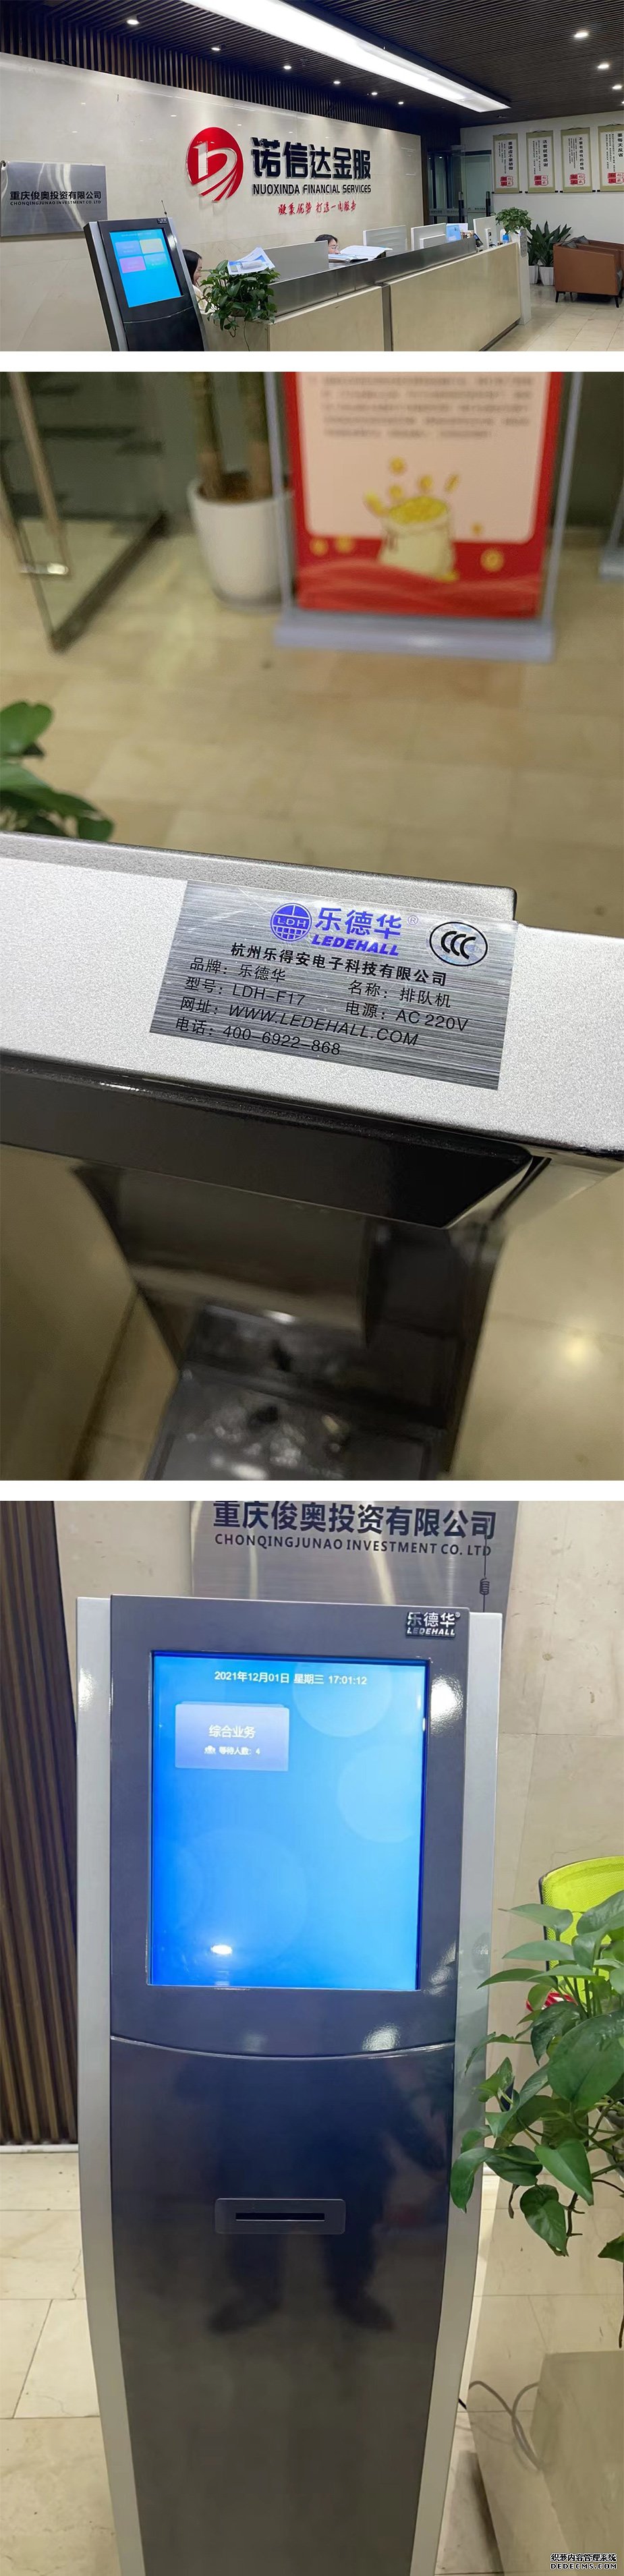 诺信达金服
NUOXINDA FINANCIAL SERVICES
重庆俊奥投资有限公司
CHONGQINGJUNAO INVESTMENT CO.LTD
LDH 乐德华®
LEDEHALL
CCC
杭州乐得安电子科技有限公司
品牌：乐德华 名称：排队机
型号：LDH-F17 电源：AC220V
网址：WWW.LEDEHALL.COM
电话：400-6922-868
重庆俊奥投资有限公司
CHONGQINGJUNAO INVESTMENT CO. LTD
乐德华®
LEDEHALL
2021年12月01日 星期三 17:01:12
综合业务
等待人数：4
织梦内容管理系统
DEDECMS.COM